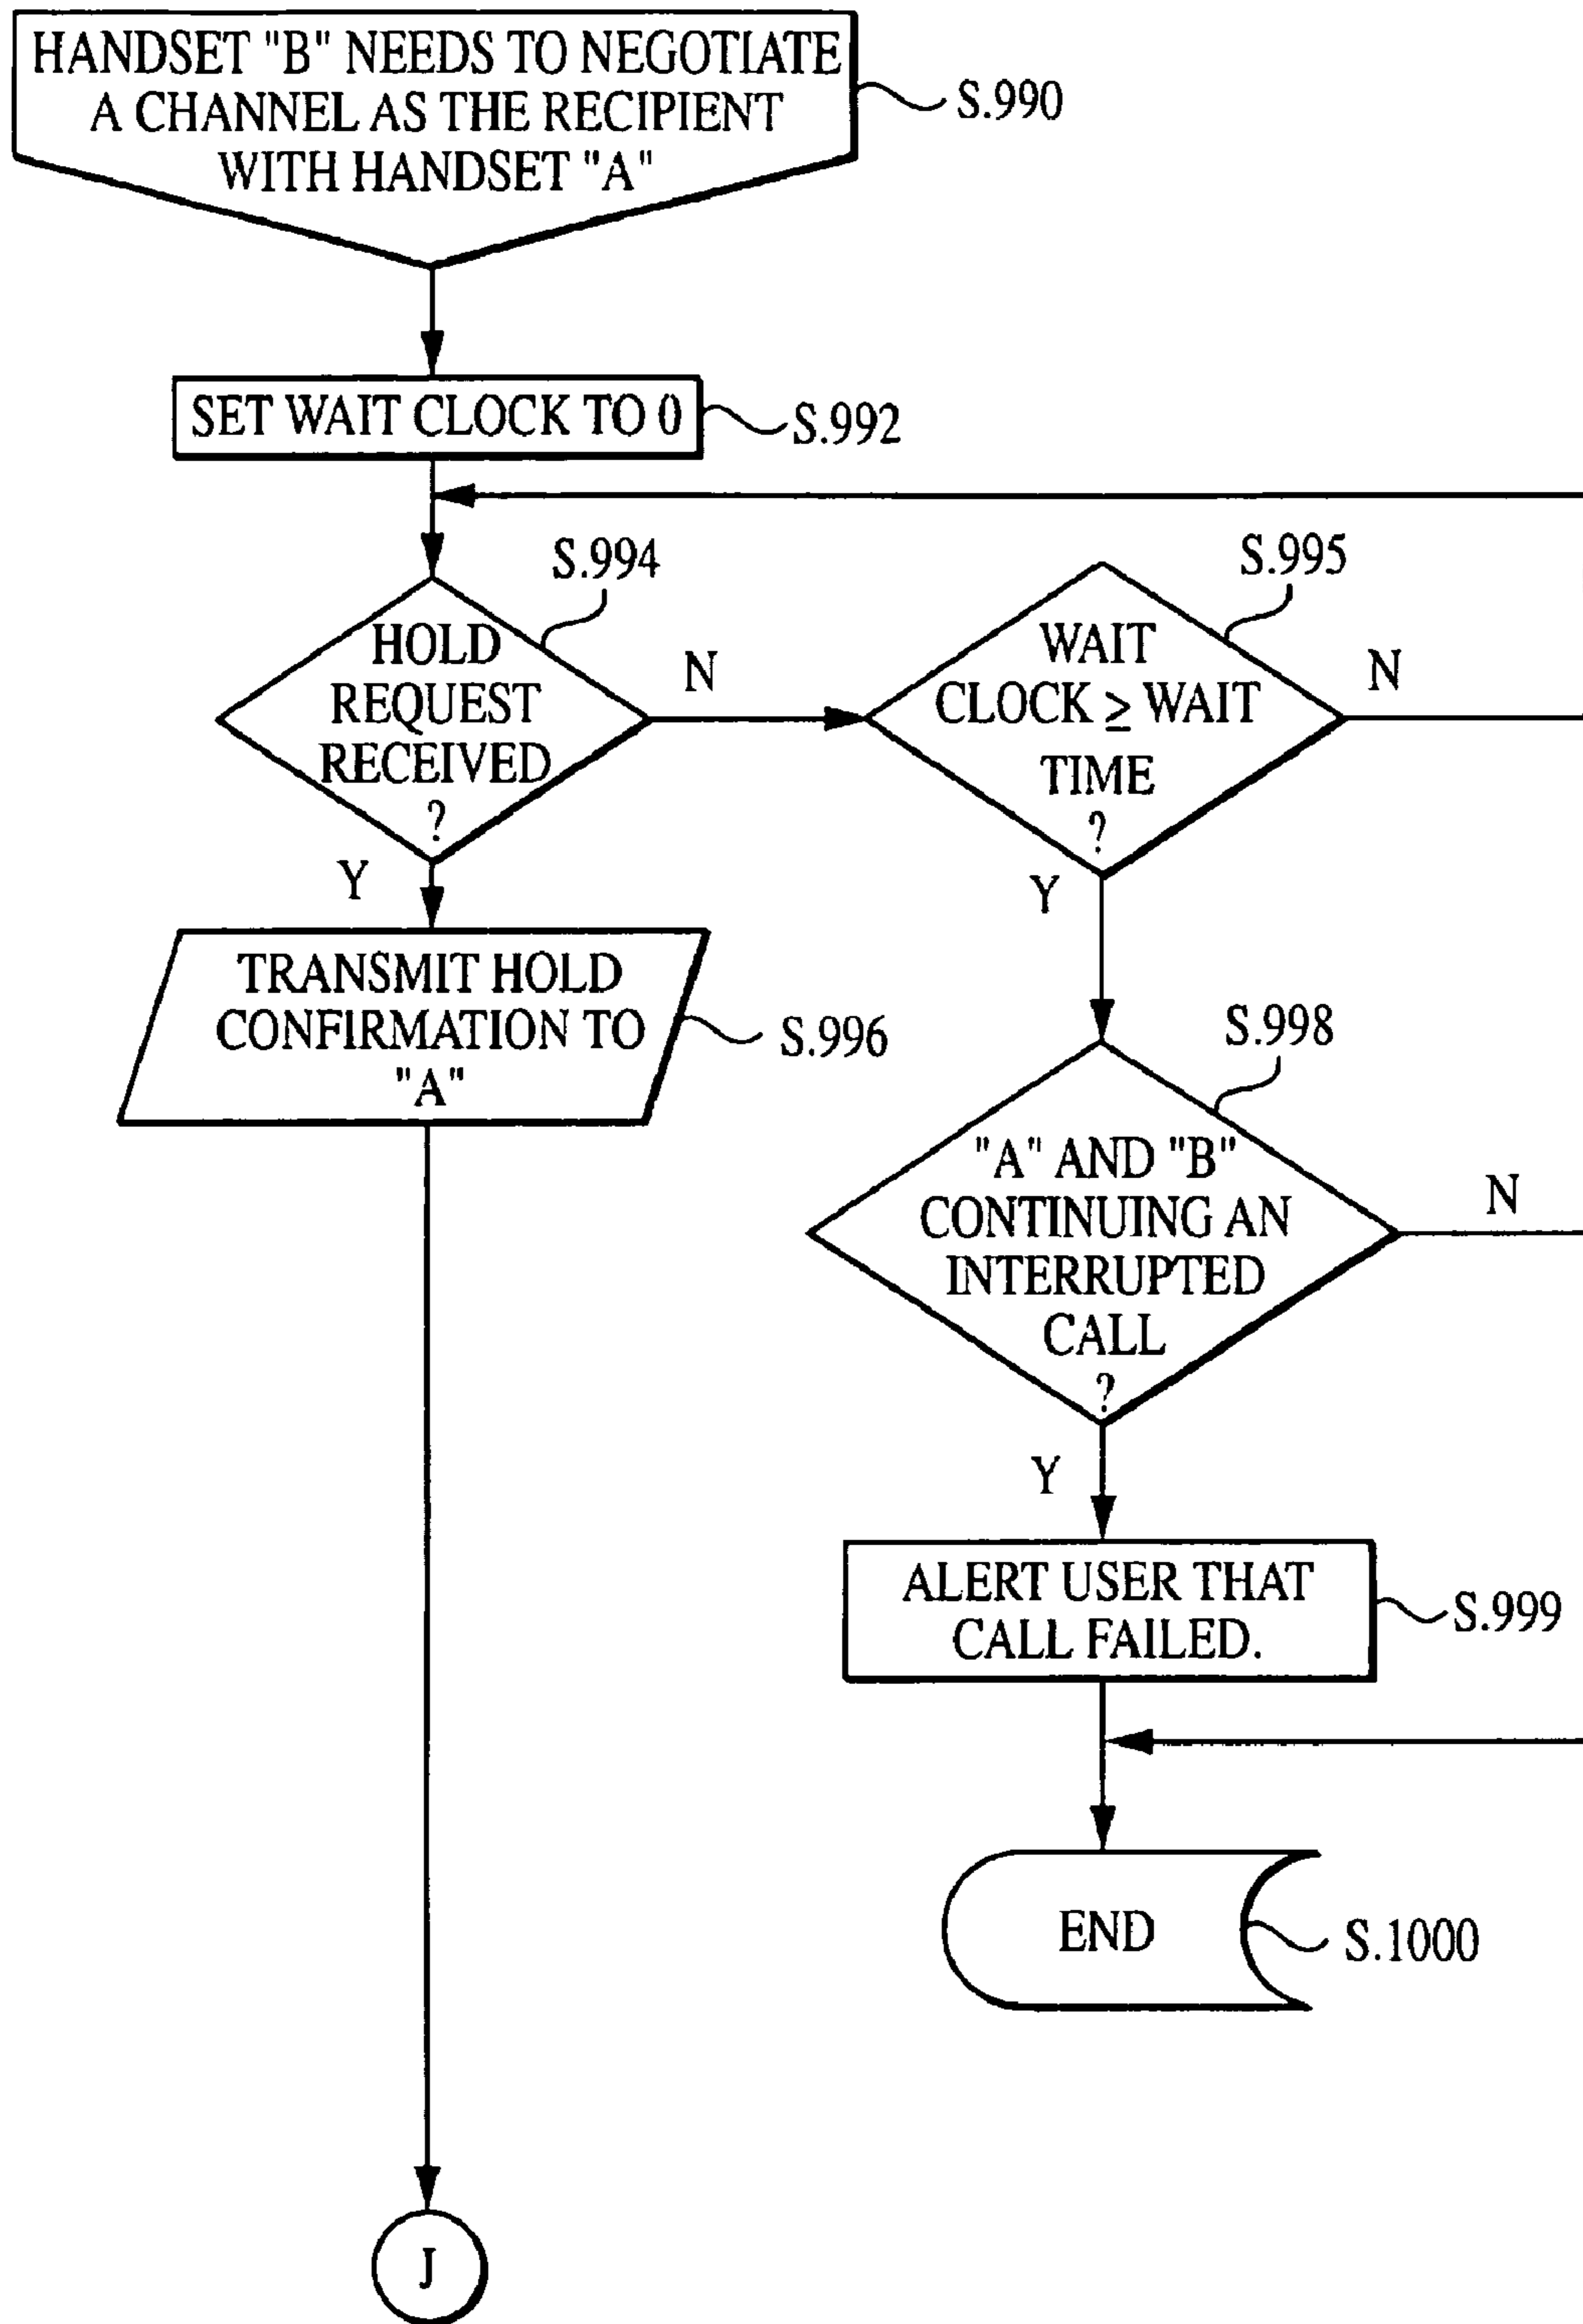 HANDSET "B" NEEDS TO NEGOTIATE
A CHANNEL AS THE RECIPIENT
WITH HANDSET "A"
S.990
SET WAIT CLOCK TO 0
S.992
S.994
HOLD
REQUEST
RECEIVED
?
N
Y
S.995
WAIT
CLOCK ≥ WAIT
TIME
?
N
Y
TRANSMIT HOLD
CONFIRMATION TO
"A"
S.996
S.998
"A" AND "B"
CONTINUING AN
INTERRUPTED
CALL
?
N
Y
ALERT USER THAT
CALL FAILED.
S.999
END
S.1000
J